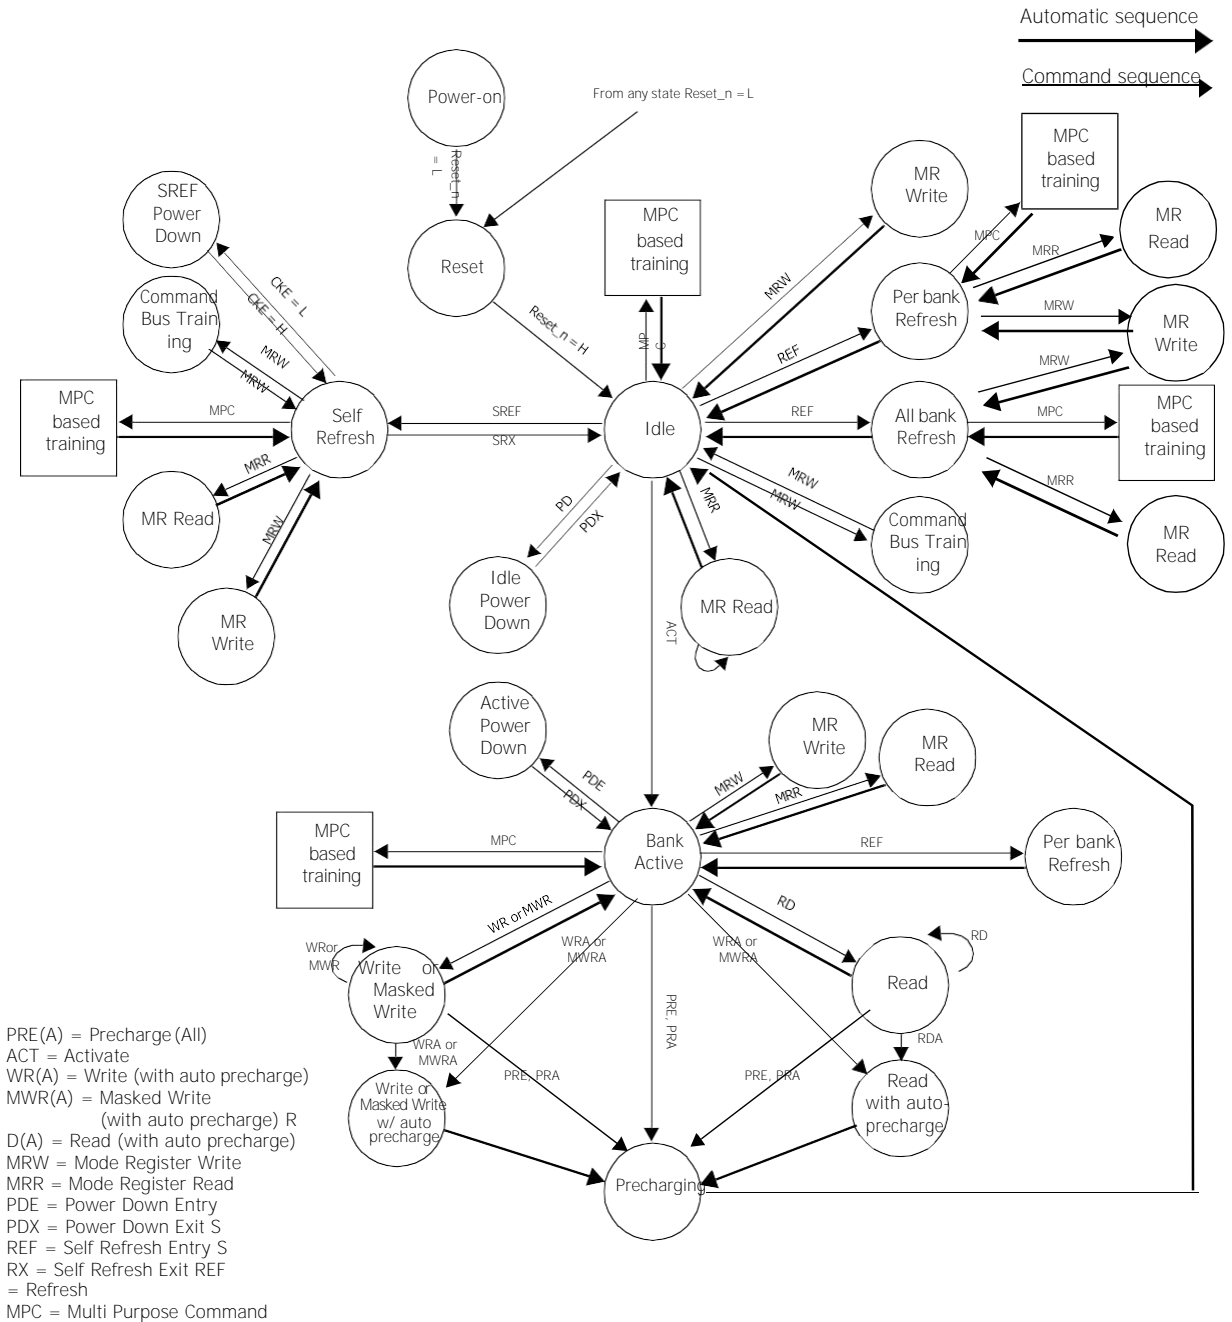 Automatic sequence
Command sequence
Power-on
From any state Reset_n = L
Reset_n
= L
MPC
based
training
MR
Write
MPC
based
training
MR
Read
SREF
Power
Down
Reset
MPC
MRR
Per bank
Refresh
MRW
MR
Write
Command
Bus Train
ing
CKE = L
CKE = H
Reset_n = H
MRW
REF
MRW
MRW
MRW
MPC
based
training
MPC
Self
Refresh
SREF
SRX
Idle
REF
All bank
Refresh
MPC
MPC
based
training
MRR
MR Read
MRW
MR
Write
PD
PDX
Idle
Power
Down
MRR
MR Read
MRW
MRW
Command
Bus Train
ing
MRR
MR
Read
ACT
Active
Power
Down
PDE
PDX
MR
Write
MR
Read
MRW
MRR
MPC
based
training
MPC
Bank
Active
REF
Per bank
Refresh
WR or MWR
RD
WRor
MWR
Write or
Masked
Write
WRA or
MWRA
WRA or
MWRA
Read
RD
PRE, PRA
WRA or
MWRA
PRE, PRA
PRE, PRA
RDA
Write or
Masked Write
w/ auto
precharge
Read
with auto-
precharge
Precharging
PRE(A) = Precharge (All)
ACT = Activate
WR(A) = Write (with auto precharge)
MWR(A) = Masked Write
(with auto precharge) R
D(A) = Read (with auto precharge)
MRW = Mode Register Write
MRR = Mode Register Read
PDE = Power Down Entry
PDX = Power Down Exit S
REF = Self Refresh Entry S
RX = Self Refresh Exit REF
= Refresh
MPC = Multi Purpose Command